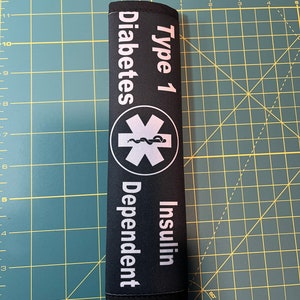 Type 1
Diabetes
Insulin
Dependent